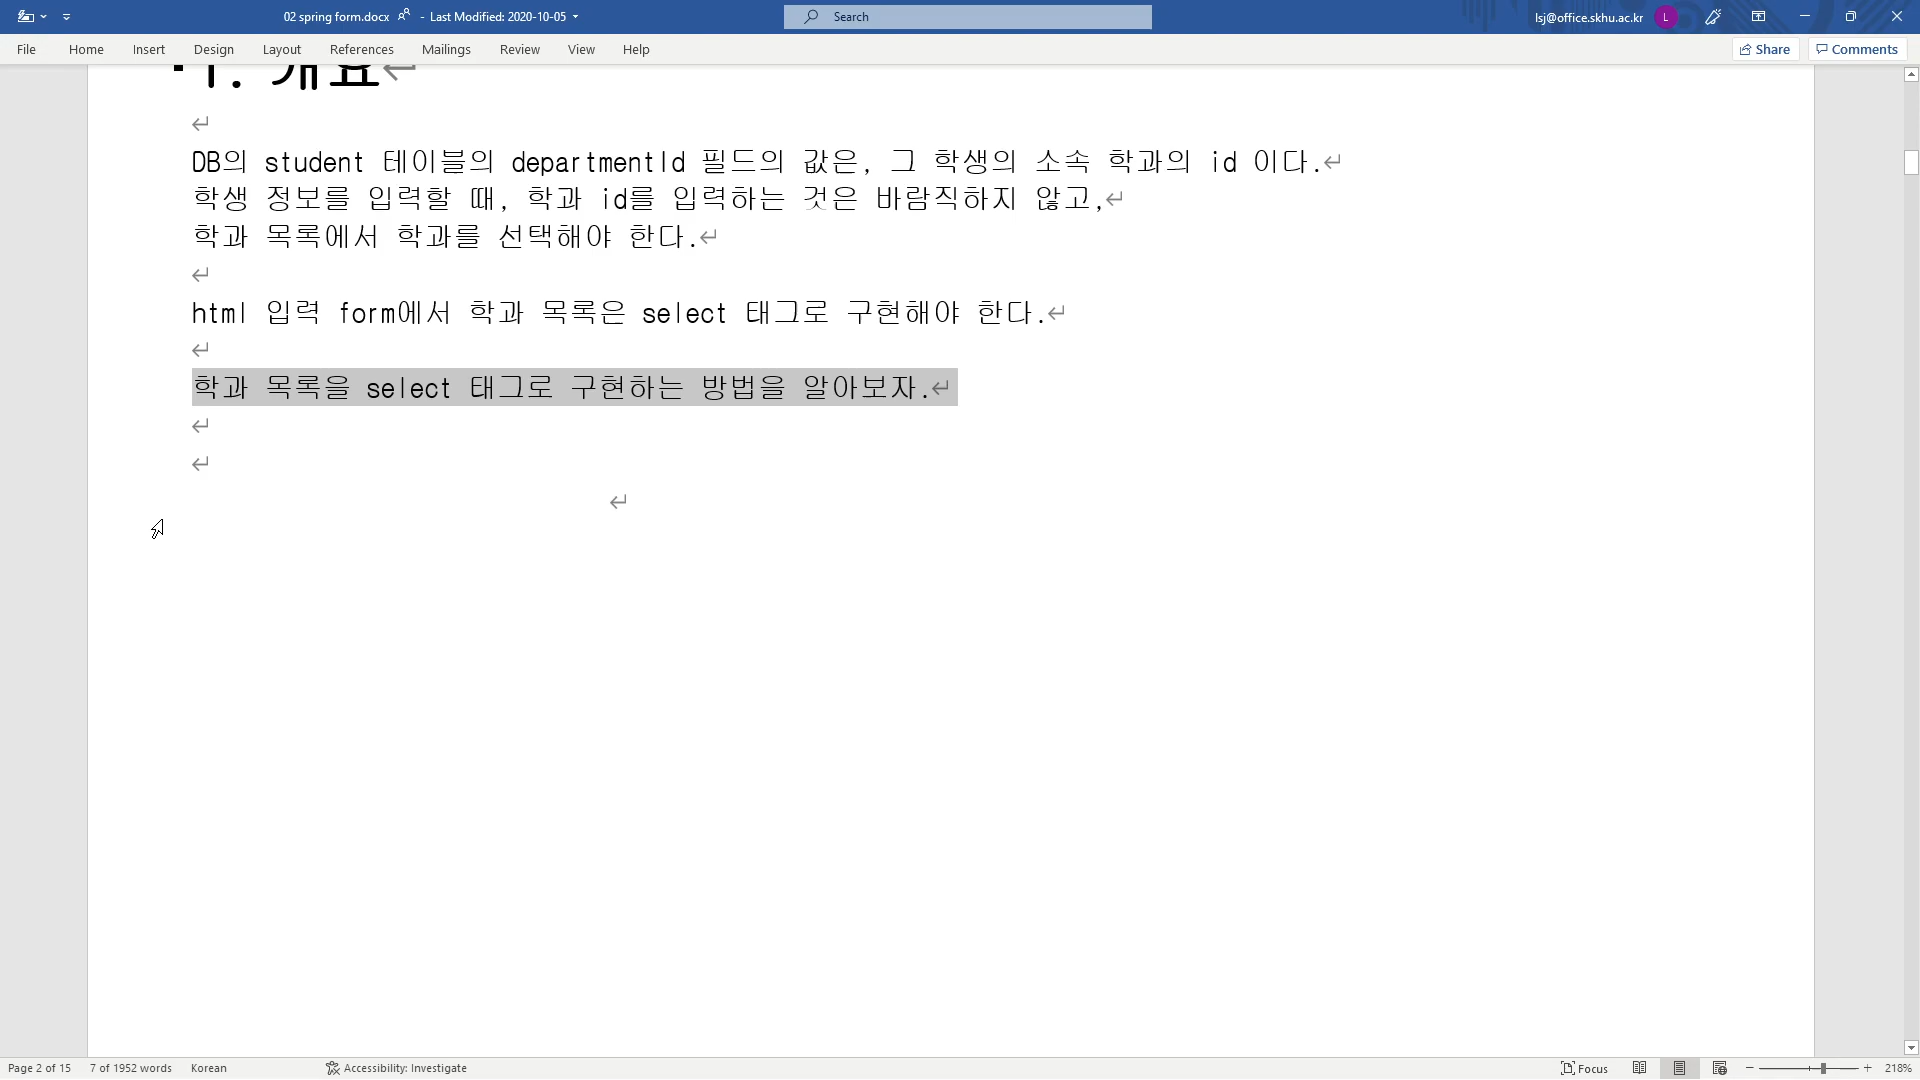 02 spring form.docx - Last Modified: 2020-10-05
Search
lsj@office.skhu.ac.kr L
File Home Insert Draw Design Layout References Mailings Review View Help
Share Comments
1. 개요
DB의 student 테이블의 departmentId 필드의 값은, 그 학생의 소속 학과의 id 이다.
학생 정보를 입력할 때, 학과 id를 입력하는 것은 바람직하지 않고,
학과 목록에서 학과를 선택해야 한다.
html 입력 form에서 학과 목록은 select 태그로 구현해야 한다.
학과 목록을 select 태그로 구현하는 방법을 알아보자.
Page 2 of 15 7 of 1952 words Korean Accessibility: Investigate Focus 218%